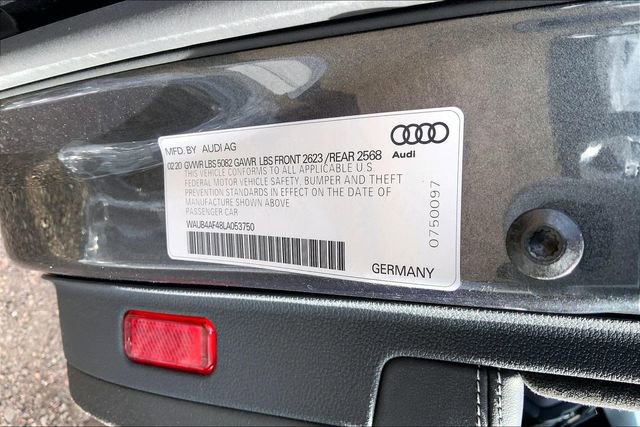 MFD. BY AUDI AG
02 20 GVWR LBS 5082 GAWR LBS FRONT 2623 /REAR 2568
THIS VEHICLE CONFORMS TO ALL APPLICABLE U S
FEDERAL MOTOR VEHICLE SAFETY, BUMPER AND THEFT
PREVENTION STANDARDS IN EFFECT ON THE DATE OF
MANUFACTURE SHOWN ABOVE
PASSENGER CAR
WAUB4AF48LA053750
GERMANY
Audi
0750097